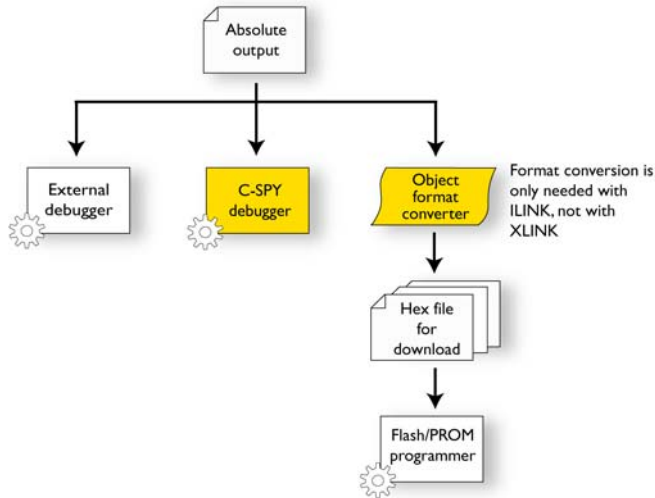 Absolute
output
External
debugger
C-SPY
debugger
Object
format
converter
Format conversion is
only needed with
ILINK, not with
XLINK
Hex file
for
download
Flash/PROM
programmer